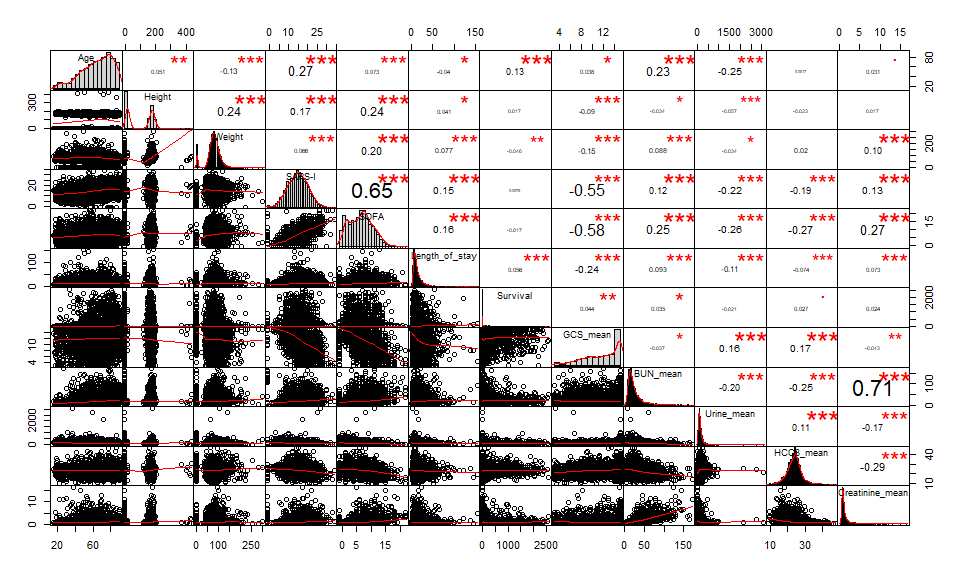 0 200 400 0 10 25 0 50 150 4 8 12 0 1500 3000 0 5 10 15
Age 0.051 ** -0.13 *** 0.27 *** 0.073 *** -0.04 * 0.13 *** 0.038 * 0.23 *** -0.25 *** 0.031 . 20 80
0 300 Height 0.24 *** 0.17 *** 0.24 *** 0.041 * 0.017 -0.09 *** -0.034 * -0.057 *** -0.023 0.017
Weight 0.066 *** 0.20 *** 0.077 *** -0.046 ** -0.15 *** 0.088 *** -0.034 * 0.02 0.10 *** 0 200
0 20 SAPS-I 0.65 *** 0.15 *** -0.55 *** 0.12 *** -0.22 *** -0.19 *** 0.13 ***
SOFA 0.16 *** -0.017 -0.58 *** 0.25 *** -0.26 *** -0.27 *** 0.27 *** 0 15
0 100 Length_of_stay 0.056 *** -0.24 *** 0.093 *** -0.11 *** -0.074 *** 0.073 ***
Survival 0.044 ** 0.035 * -0.021 0.027 . 0.024 0 2000
4 10 GCS_mean -0.037 * 0.16 *** 0.17 *** -0.043 **
BUN_mean -0.20 *** -0.25 *** 0.71 *** 0 100
0 2000 Urine_mean 0.11 *** -0.17 ***
HCO3_mean -0.29 *** 10 40
0 10 Creatinine_mean
20 60 0 100 250 0 5 15 0 1000 2500 0 50 150 10 30